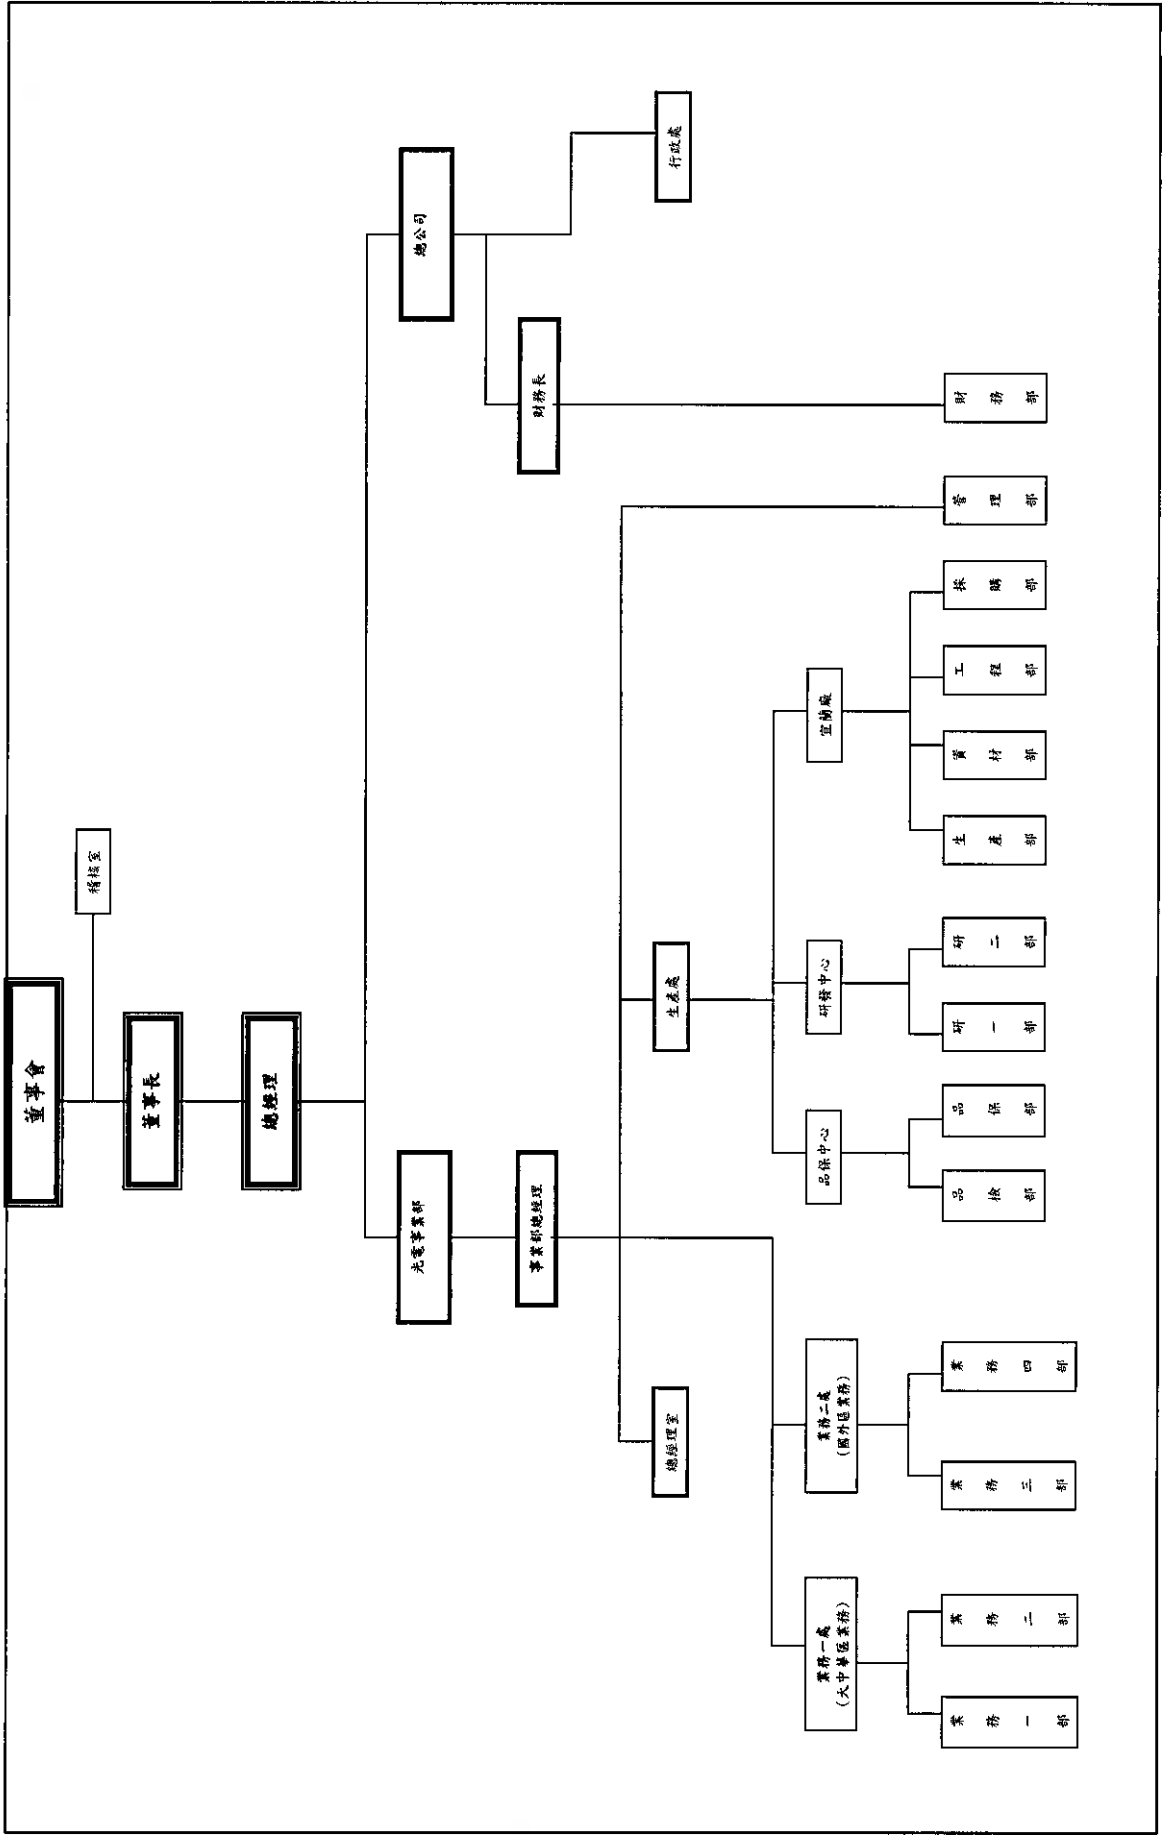 董事會
稽核室
董事長
總經理
光電事業部
總公司
事業部總經理
財務長
總經理室
生產處
行政處
業務一處
(大中華區業務)
業務二處
(國外區業務)
品保中心
研發中心
宜蘭廠
業務一部
業務二部
業務三部
業務四部
品檢部
品保部
研一部
研二部
生產部
資材部
工程部
採購部
管理部
財務部